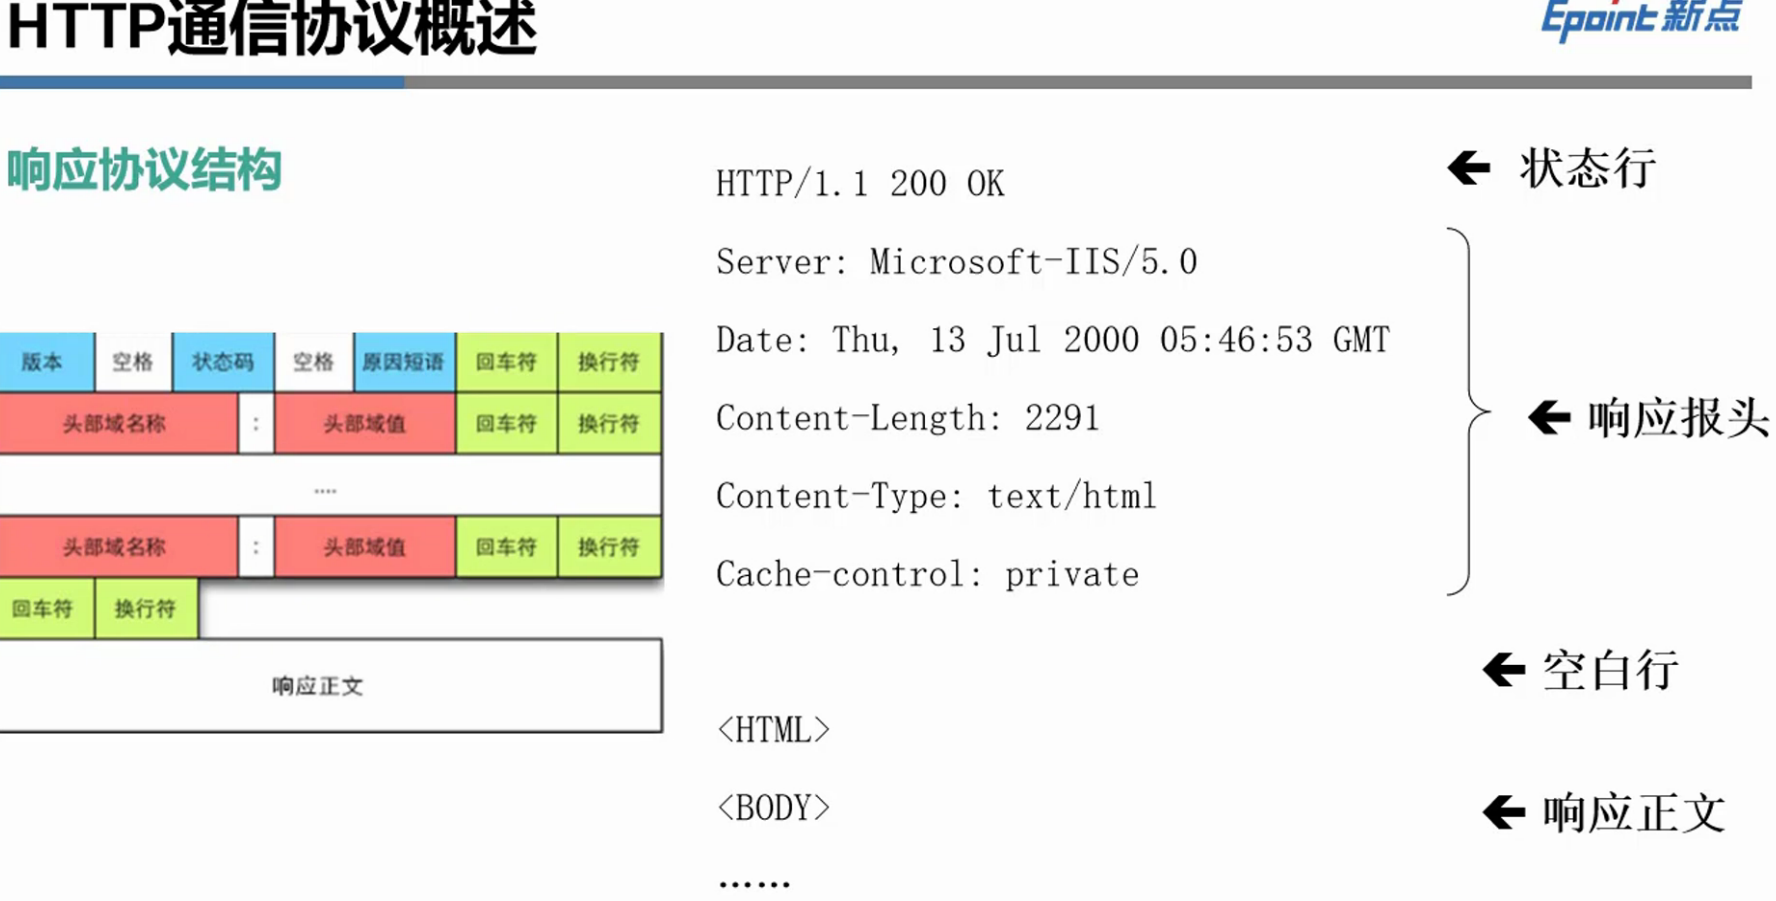 HTTP通信协议概述
Epoint 新点
响应协议结构
版本 空格 状态码 空格 原因短语 回车符 换行符
头部域名称 : 头部域值 回车符 换行符
....
头部域名称 : 头部域值 回车符 换行符
回车符 换行符
响应正文
HTTP/1.1 200 OK
Server: Microsoft-IIS/5.0
Date: Thu, 13 Jul 2000 05:46:53 GMT
Content-Length: 2291
Content-Type: text/html
Cache-control: private
<HTML>
<BODY>
……
状态行
响应报头
空白行
响应正文